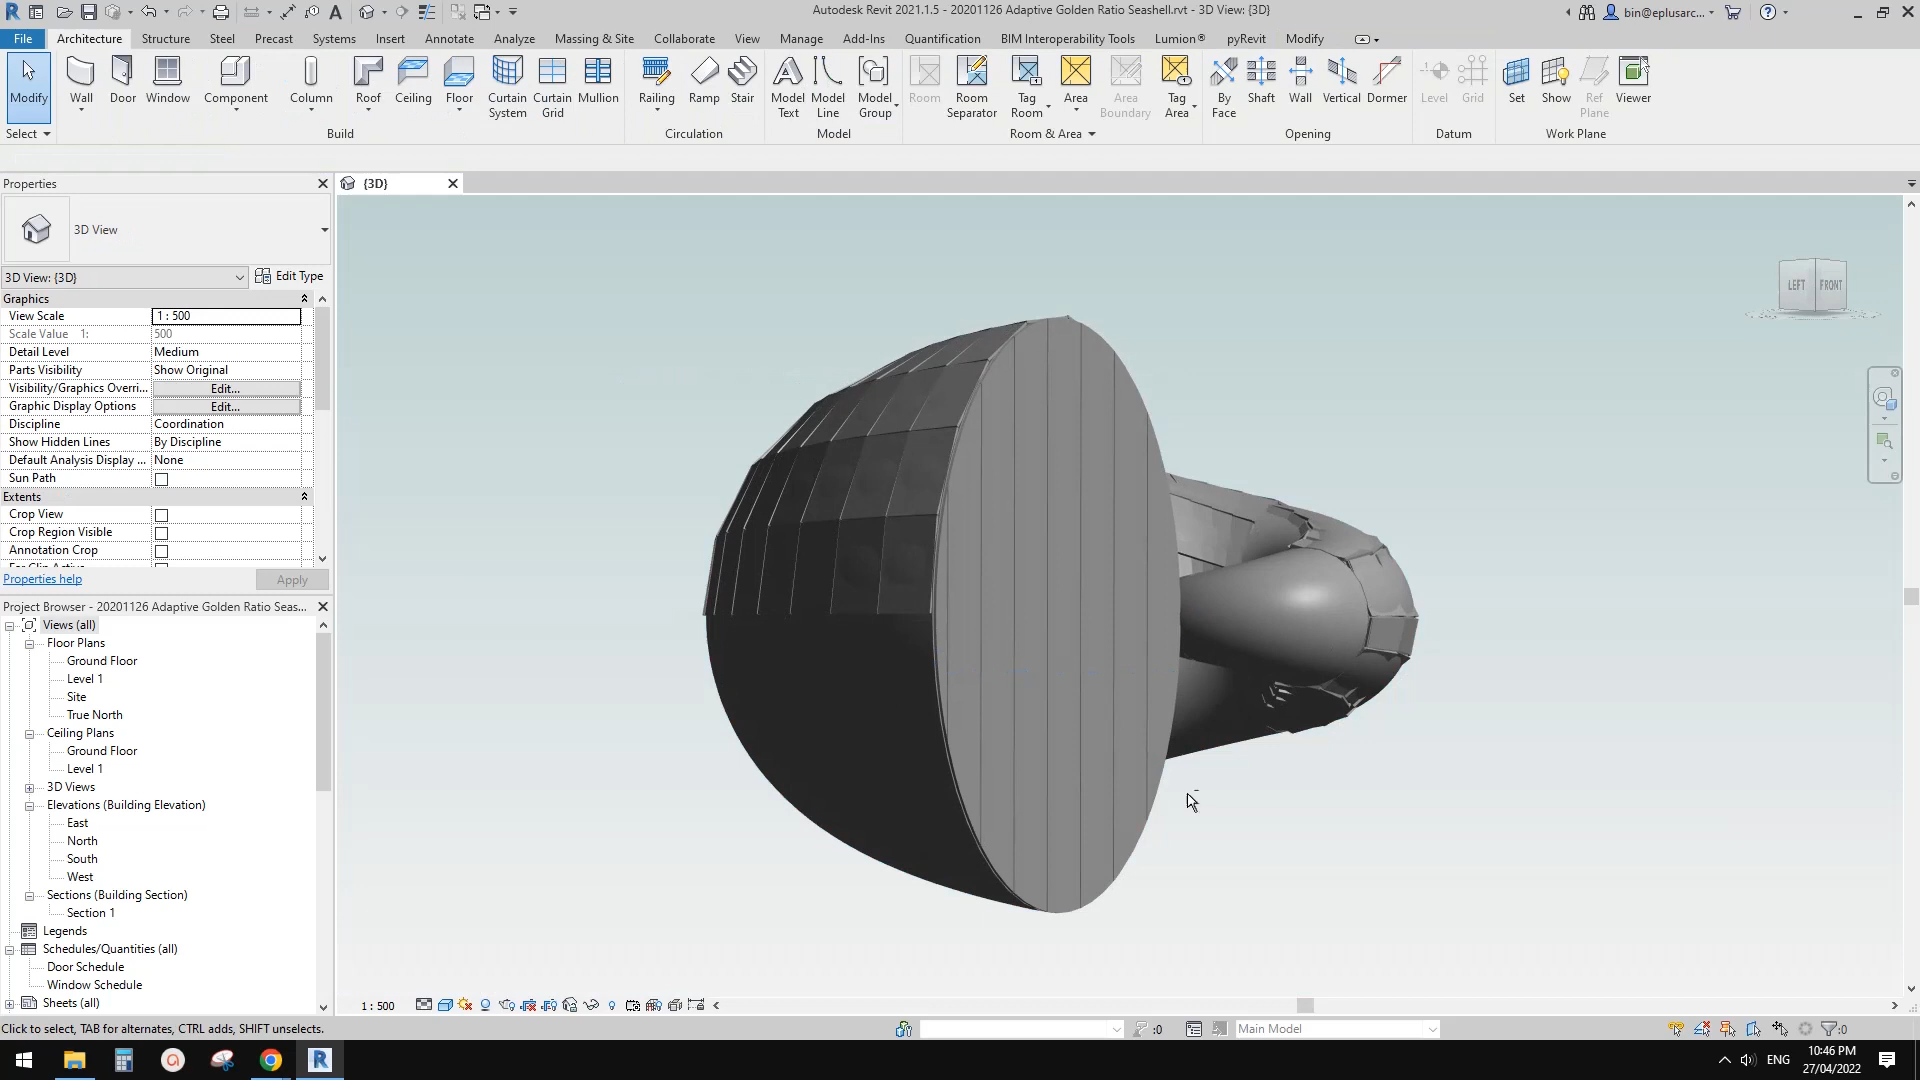 Autodesk Revit 2021.1.5 - 20201126 Adaptive Golden Ratio Seashell.rvt - 3D View: {3D}
bin@eplusarc...
File Architecture Structure Steel Precast Systems Insert Annotate Analyze Massing & Site Collaborate View Manage Add-Ins Quantification BIM Interoperability Tools Lumion® pyRevit Modify
Modify Wall Door Window Component Column Roof Ceiling Floor Curtain System Curtain Grid Mullion Railing Ramp Stair Model Text Model Line Model Group Room Room Separator Tag Room Area Area Boundary Tag Area By Face Shaft Wall Vertical Dormer Level Grid Set Show Ref Plane Viewer
Select Build Circulation Model Room & Area Opening Datum Work Plane
Properties
{3D}
3D View
3D View: {3D} Edit Type
Graphics
View Scale 1 : 500
Scale Value 1: 500
Detail Level Medium
Parts Visibility Show Original
Visibility/Graphics Overri... Edit...
Graphic Display Options Edit...
Discipline Coordination
Show Hidden Lines By Discipline
Default Analysis Display ... None
Sun Path
Extents
Crop View
Crop Region Visible
Annotation Crop
Properties help Apply
LEFT FRONT
Project Browser - 20201126 Adaptive Golden Ratio Seas...
Views (all)
Floor Plans
Ground Floor
Level 1
Site
True North
Ceiling Plans
Ground Floor
Level 1
3D Views
Elevations (Building Elevation)
East
North
South
West
Sections (Building Section)
Section 1
Legends
Schedules/Quantities (all)
Door Schedule
Window Schedule
Sheets (all)
1 : 500
Click to select, TAB for alternates, CTRL adds, SHIFT unselects.
:0
Main Model
:0
ENG
10:46 PM
27/04/2022